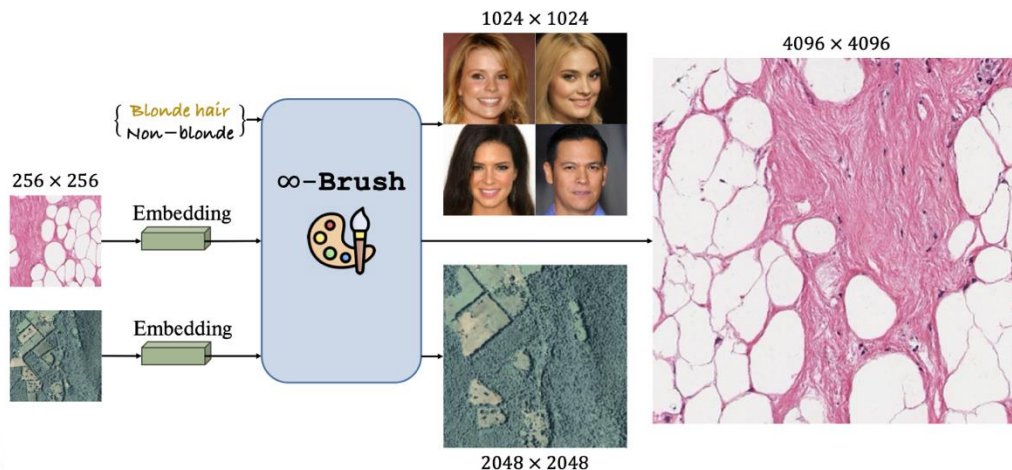 1024 × 1024
4096 × 4096
Blonde hair
Non-blonde
256 × 256
∞-Brush
Embedding
Embedding
2048 × 2048